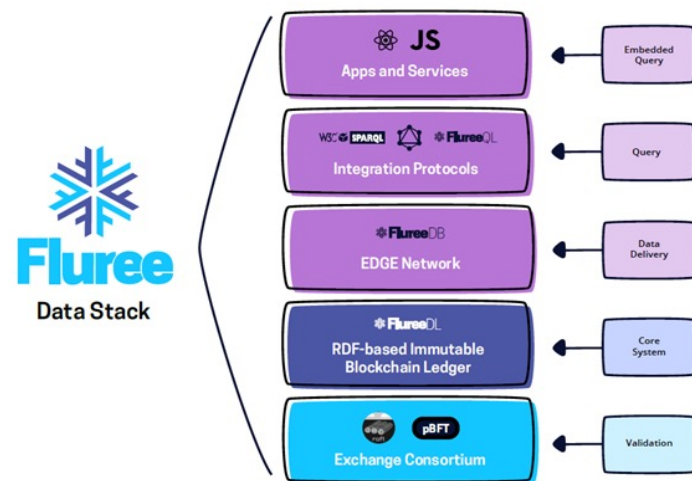 JS
Apps and Services
Embedded
Query
W3C SPARQL FlureeQL
Integration Protocols
Query
FlureeDB
EDGE Network
Data
Delivery
Fluree
Data Stack
FlureeDL
RDF-based Immutable
Blockchain Ledger
Core
System
pBFT
Exchange Consortium
Validation